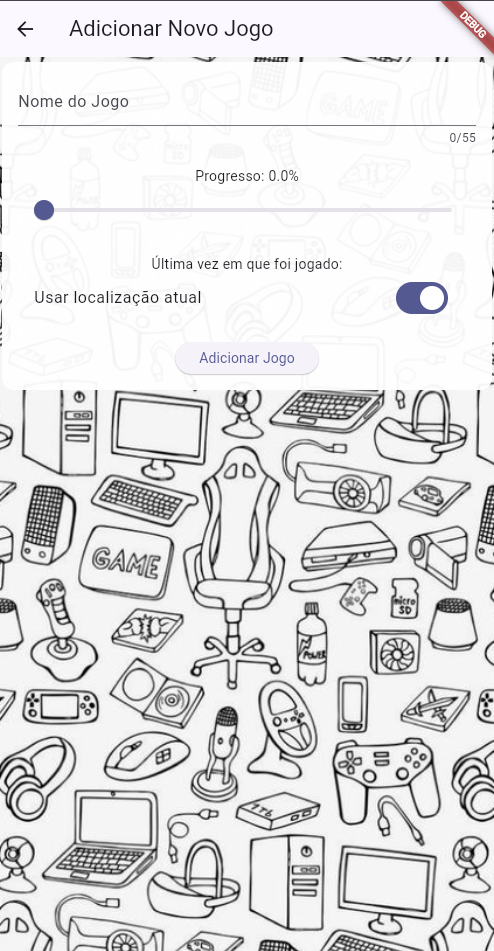 Adicionar Novo Jogo
DEBUG
Nome do Jogo
0/55
Progresso: 0.0%
Última vez em que foi jogado:
Usar localização atual
Adicionar Jogo
GAME
micro
SD
POWER
1Tb